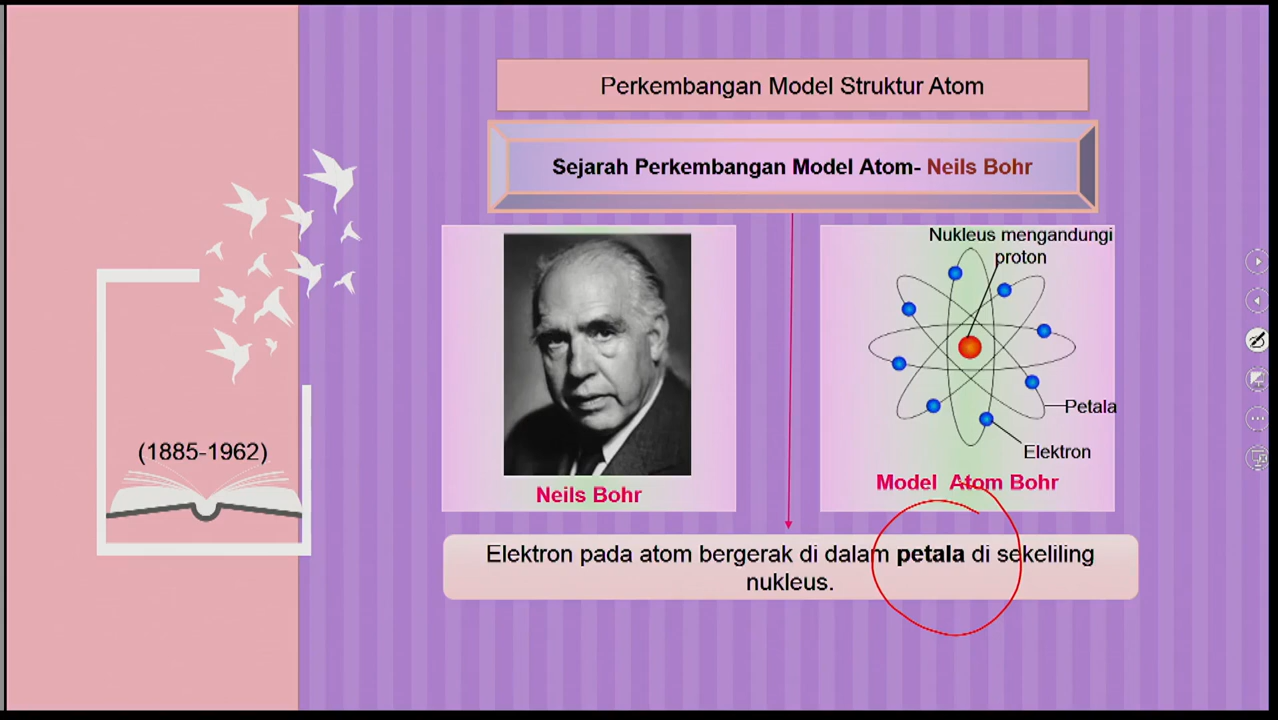 Perkembangan Model Struktur Atom
Sejarah Perkembangan Model Atom- Neils Bohr
(1885-1962)
Neils Bohr
Nukleus mengandungi
proton
Petala
Elektron
Model Atom Bohr
Elektron pada atom bergerak di dalam petala di sekeliling
nukleus.